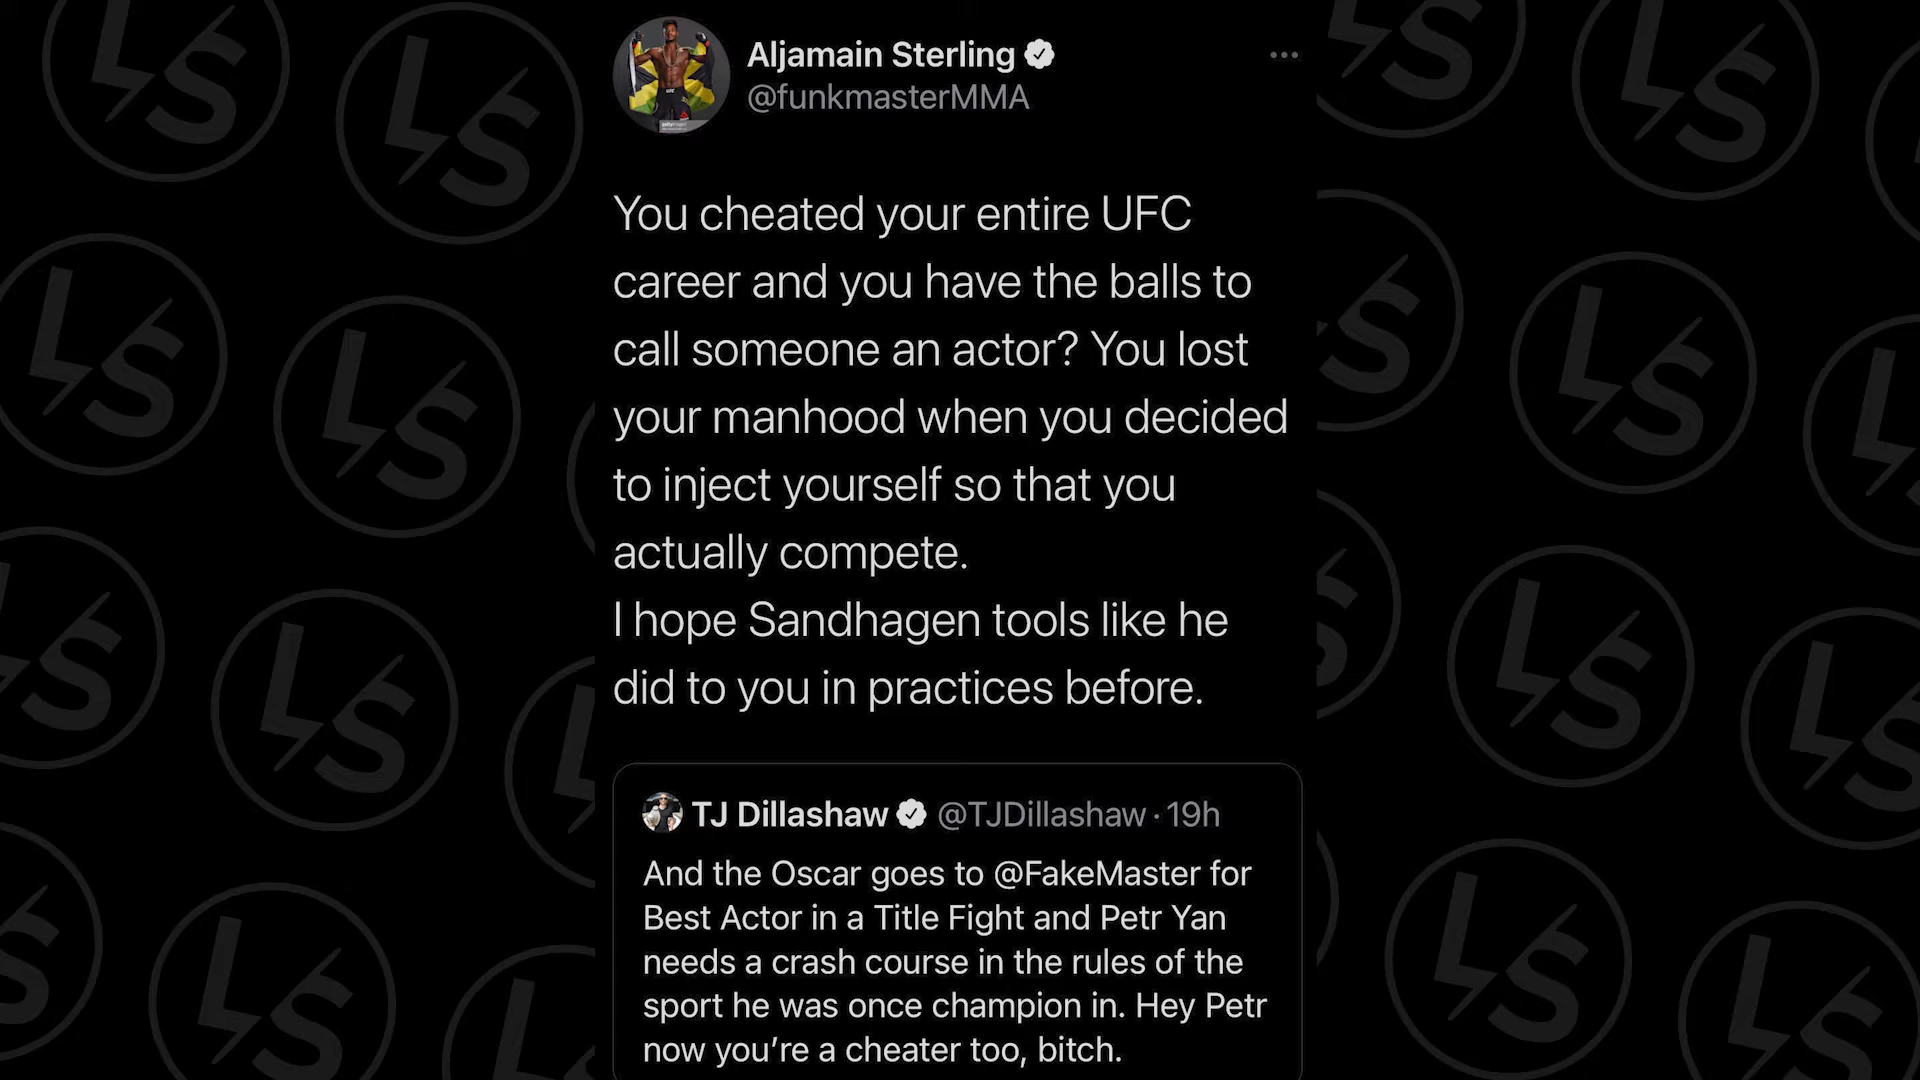 Aljamain Sterling
@funkmasterMMA
You cheated your entire UFC
career and you have the balls to
call someone an actor? You lost
your manhood when you decided
to inject yourself so that you
actually compete.
I hope Sandhagen tools like he
did to you in practices before.
TJ Dillashaw @TJDillashaw · 19h
And the Oscar goes to @FakeMaster for
Best Actor in a Title Fight and Petr Yan
needs a crash course in the rules of the
sport he was once champion in. Hey Petr
now you’re a cheater too, bitch.
LS